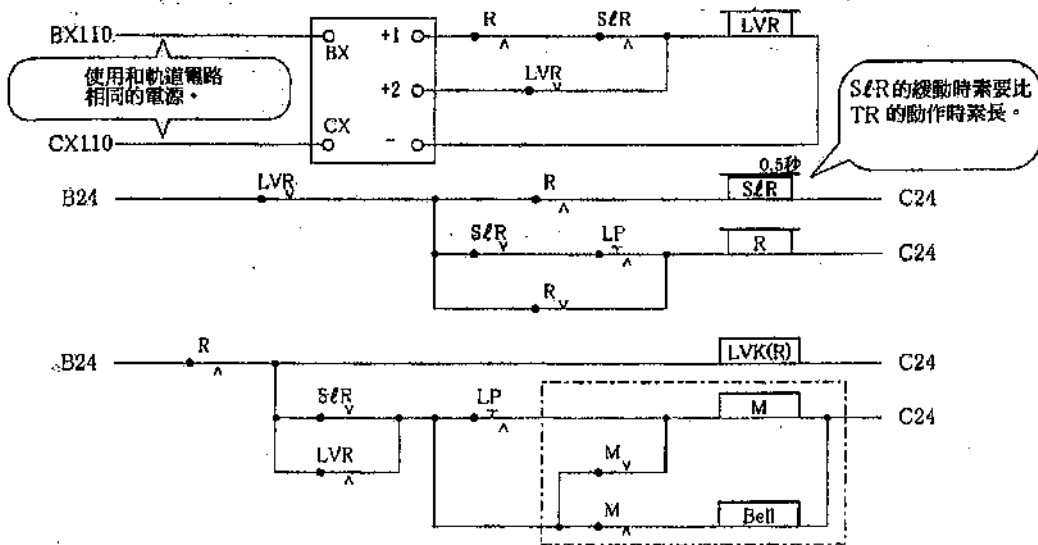 BX110
BX
+1
R
SℓR
LVR
使用和軌道電路
相同的電源。
+2
LVR
SℓR的緩動時素要比
TR的動作時素長。
CX110
CX
-
B24
LVR
R
0.5秒
SℓR
C24
SℓR
LP
R
C24
R
B24
R
LVK(R)
C24
SℓR
LP
M
C24
LVR
M
M
Bell